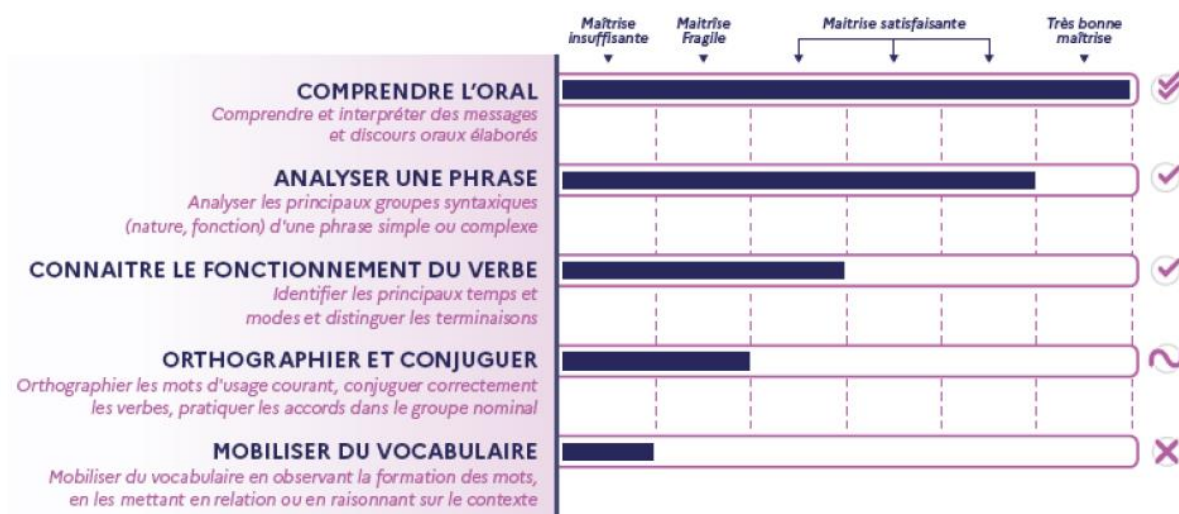 Maîtrise
insuffisante
Maitrîse
Fragile
Maitrise satisfaisante
Très bonne
maîtrise
COMPRENDRE L'ORAL
Comprendre et interpréter des messages
et discours oraux élaborés
ANALYSER UNE PHRASE
Analyser les principaux groupes syntaxiques
(nature, fonction) d'une phrase simple ou complexe
CONNAITRE LE FONCTIONNEMENT DU VERBE
Identifier les principaux temps et
modes et distinguer les terminaisons
ORTHOGRAPHIER ET CONJUGUER
Orthographier les mots d'usage courant, conjuguer correctement
les verbes, pratiquer les accords dans le groupe nominal
MOBILISER DU VOCABULAIRE
Mobiliser du vocabulaire en observant la formation des mots,
en les mettant en relation ou en raisonnant sur le contexte